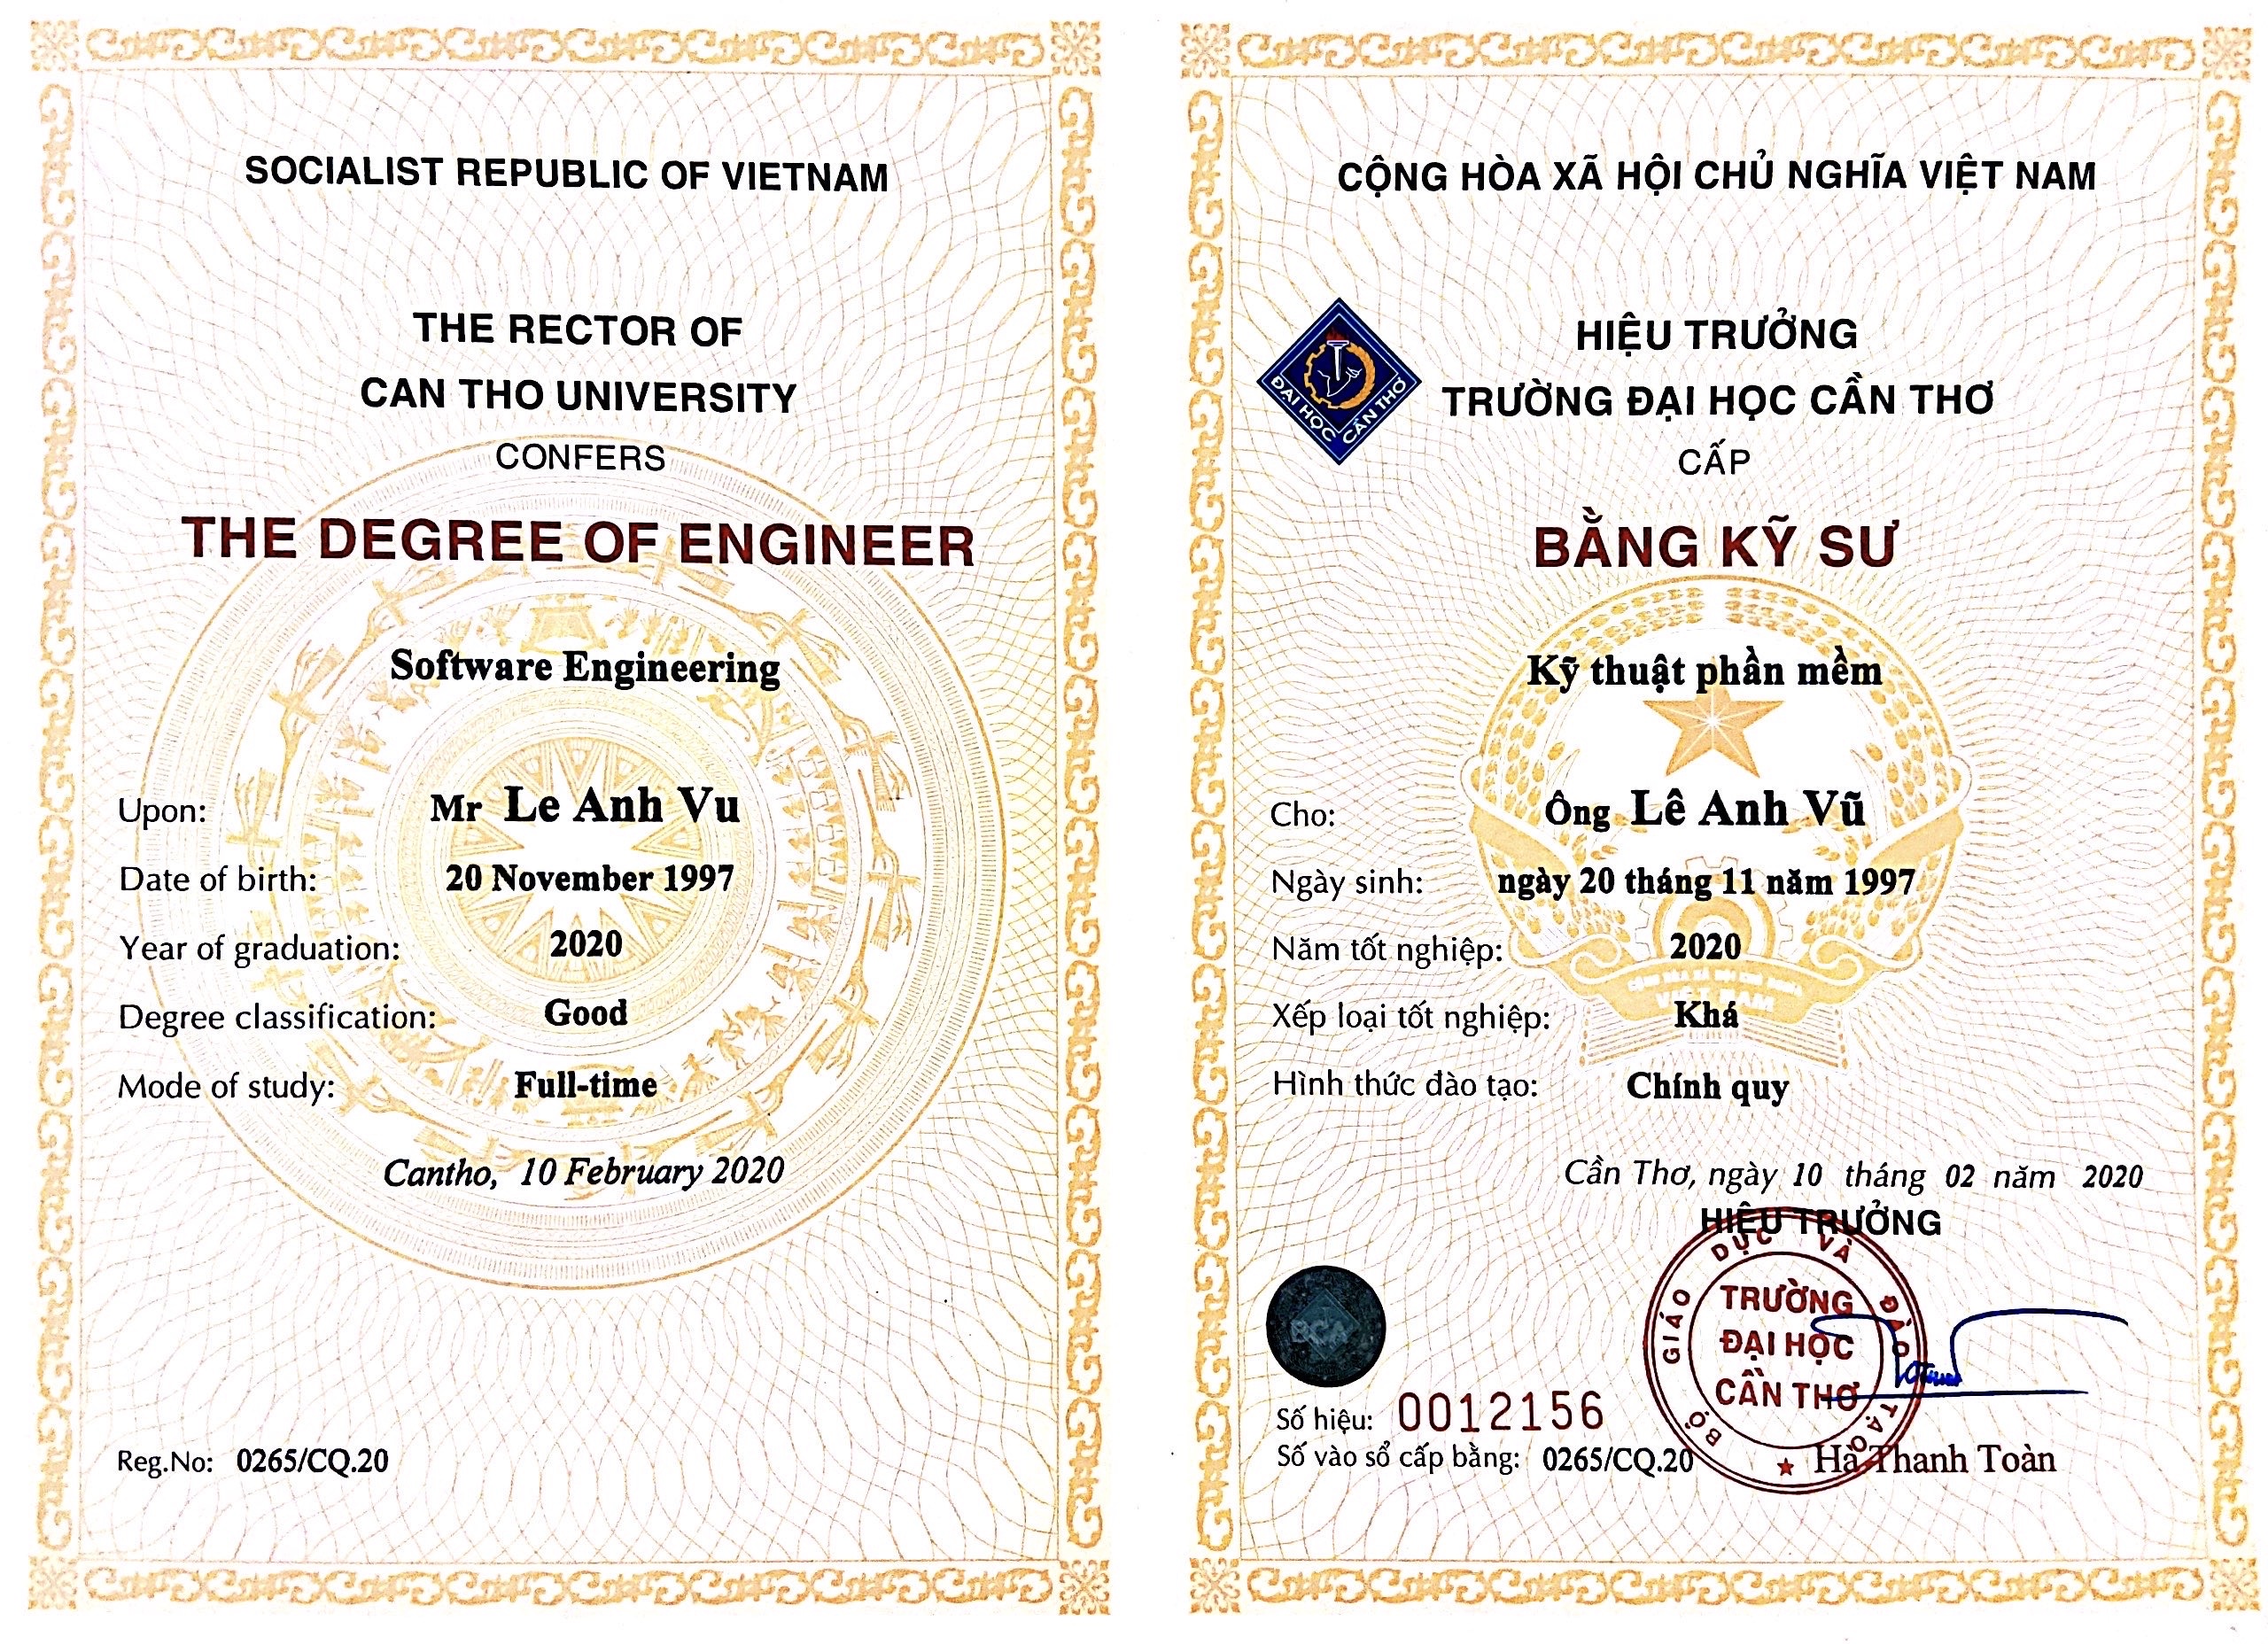 SOCIALIST REPUBLIC OF VIETNAM
THE RECTOR OF
CAN THO UNIVERSITY
CONFERS
THE DEGREE OF ENGINEER
Software Engineering
Upon: Mr Le Anh Vu
Date of birth: 20 November 1997
Year of graduation: 2020
Degree classification: Good
Mode of study: Full-time
Cantho, 10 February 2020
Reg.No: 0265/CQ.20
CỘNG HÒA XÃ HỘI CHỦ NGHĨA VIỆT NAM
ĐẠI HỌC CẦN THƠ
HIỆU TRƯỞNG
TRƯỜNG ĐẠI HỌC CẦN THƠ
CẤP
BẰNG KỸ SƯ
Kỹ thuật phần mềm
Cho: Ông Lê Anh Vũ
Ngày sinh: ngày 20 tháng 11 năm 1997
Năm tốt nghiệp: 2020
VIỆT NAM
Xếp loại tốt nghiệp: Khá
Hình thức đào tạo: Chính quy
Cần Thơ, ngày 10 tháng 02 năm 2020
HIỆU TRƯỞNG
BỘ GIÁO DỤC VÀ ĐÀO TẠO
TRƯỜNG
ĐẠI HỌC
CẦN THƠ
Số hiệu: 0012156
Số vào sổ cấp bằng: 0265/CQ.20
Hà Thanh Toàn